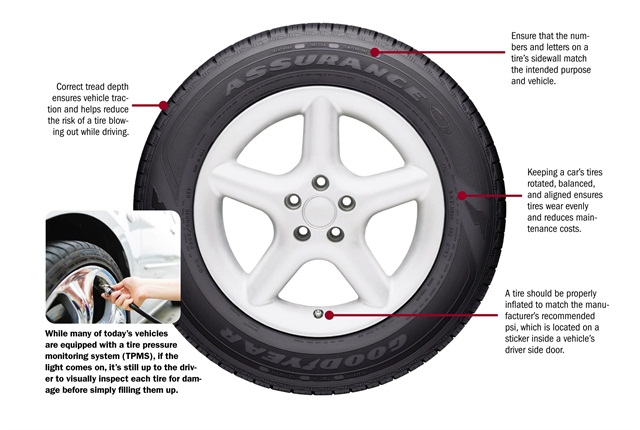 Ensure that the num-
bers and letters on a
tire's sidewall match
the intended purpose
and vehicle.
ASSURANCE
Correct tread depth
ensures vehicle trac-
tion and helps reduce
the risk of a tire blow-
ing out while driving.
Keeping a car's tires
rotated, balanced,
and aligned ensures
tires wear evenly
and reduces main-
tenance costs.
A tire should be properly
inflated to match the manu-
facturer's recommended
psi, which is located on a
sticker inside a vehicle's
driver side door.
GOODYEAR
While many of today's vehicles
are equipped with a tire pressure
monitoring system (TPMS), if the
light comes on, it's still up to the driv-
er to visually inspect each tire for dam-
age before simply filling them up.